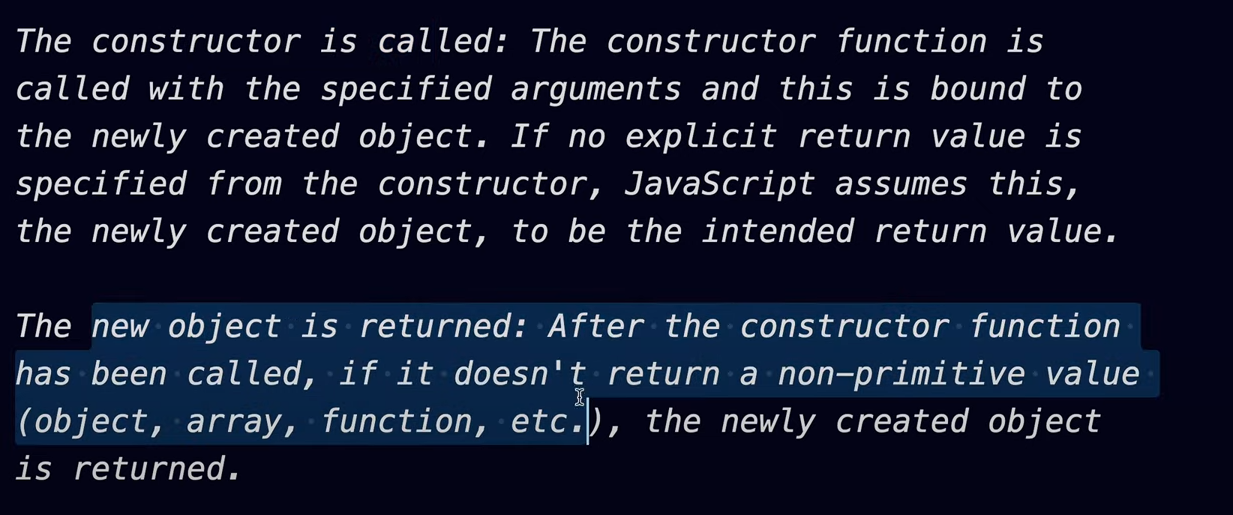 The constructor is called: The constructor function is
called with the specified arguments and this is bound to
the newly created object. If no explicit return value is
specified from the constructor, JavaScript assumes this,
the newly created object, to be the intended return value.
The new object is returned: After the constructor function
has been called, if it doesn't return a non-primitive value
(object, array, function, etc.), the newly created object
is returned.